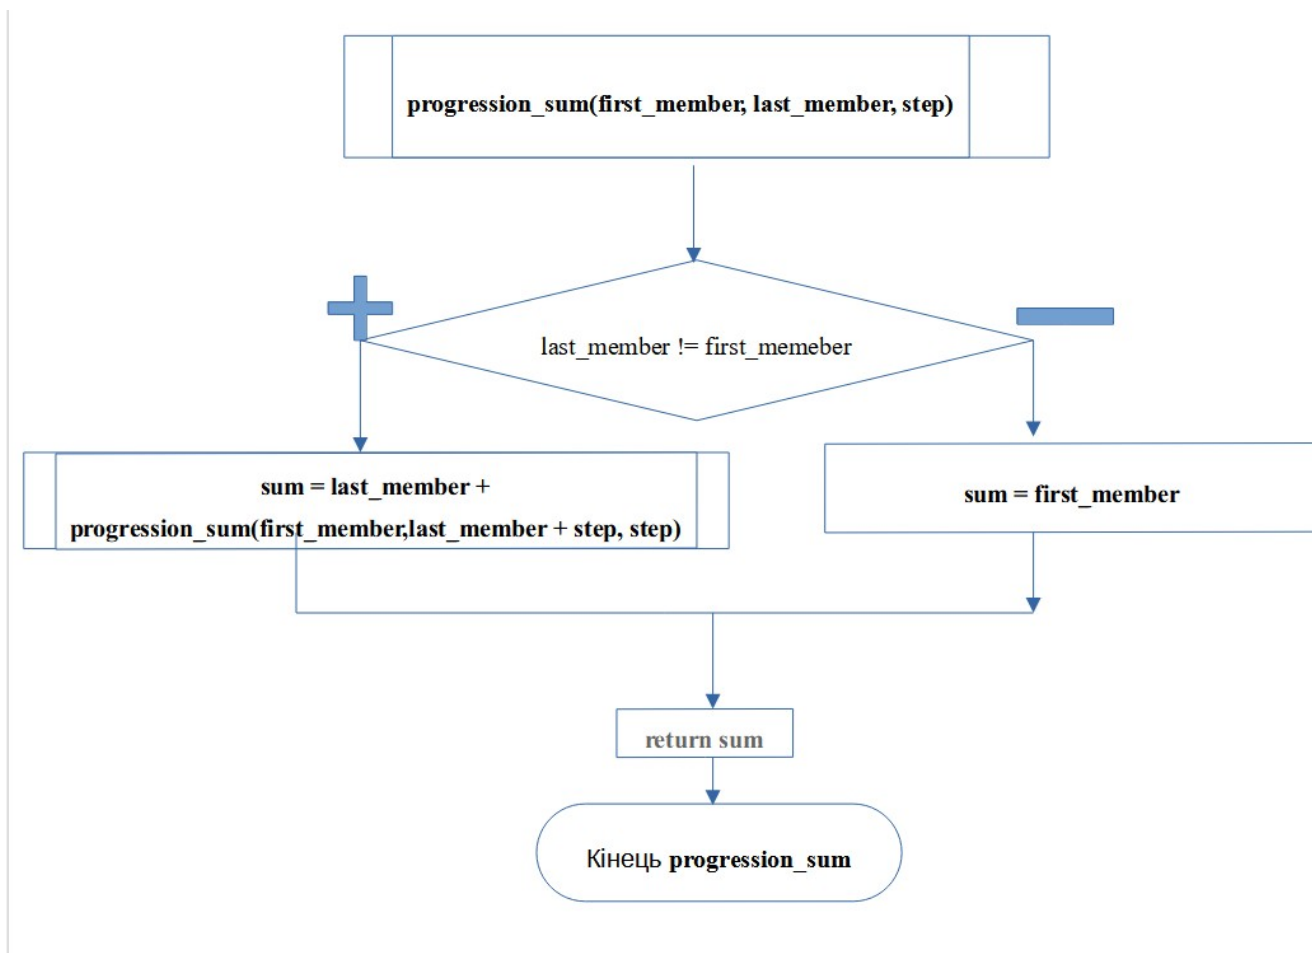 progression_sum(first_member, last_member, step)
last_member != first_memeber
sum = last_member +
progression_sum(first_member,last_member + step, step)
sum = first_member
return sum
Кінець progression_sum